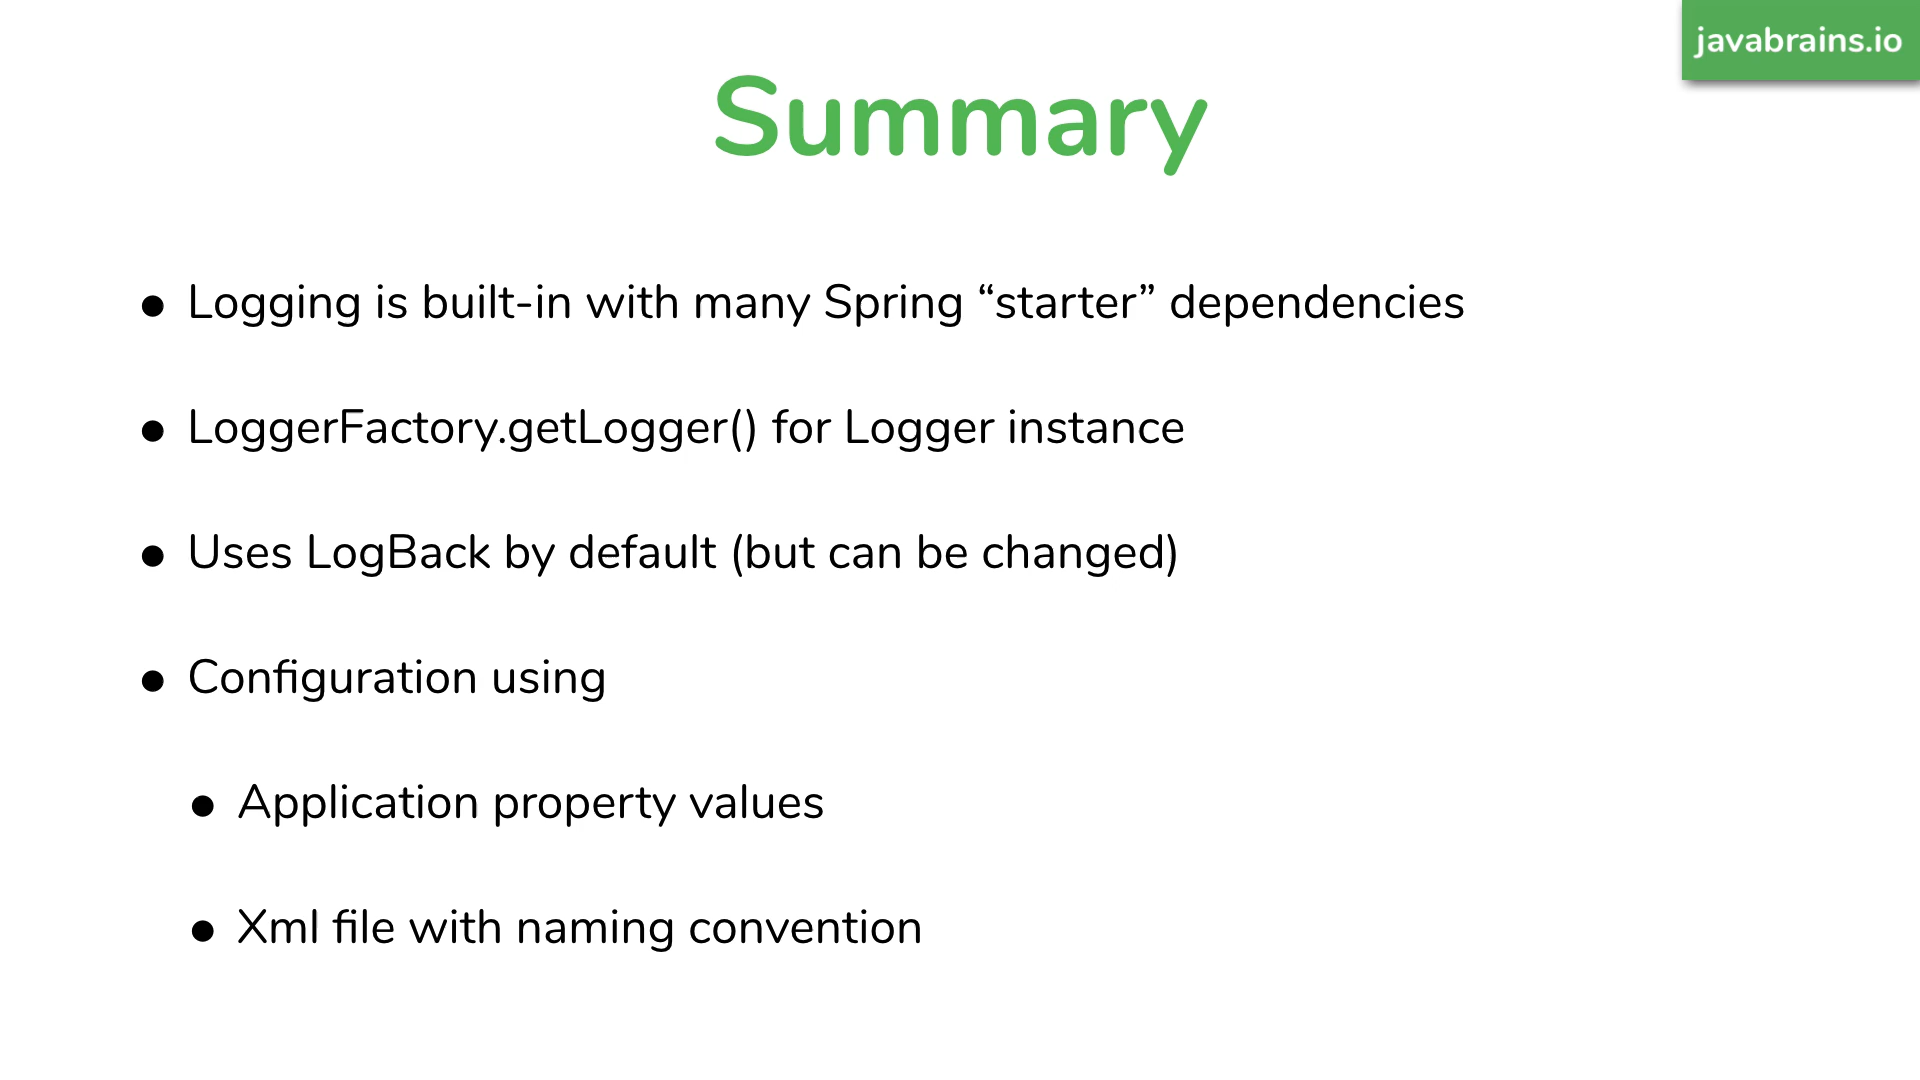 javabrains.io
Summary
• Logging is built-in with many Spring “starter” dependencies
• LoggerFactory.getLogger() for Logger instance
• Uses LogBack by default (but can be changed)
• Configuration using
• Application property values
• Xml file with naming convention